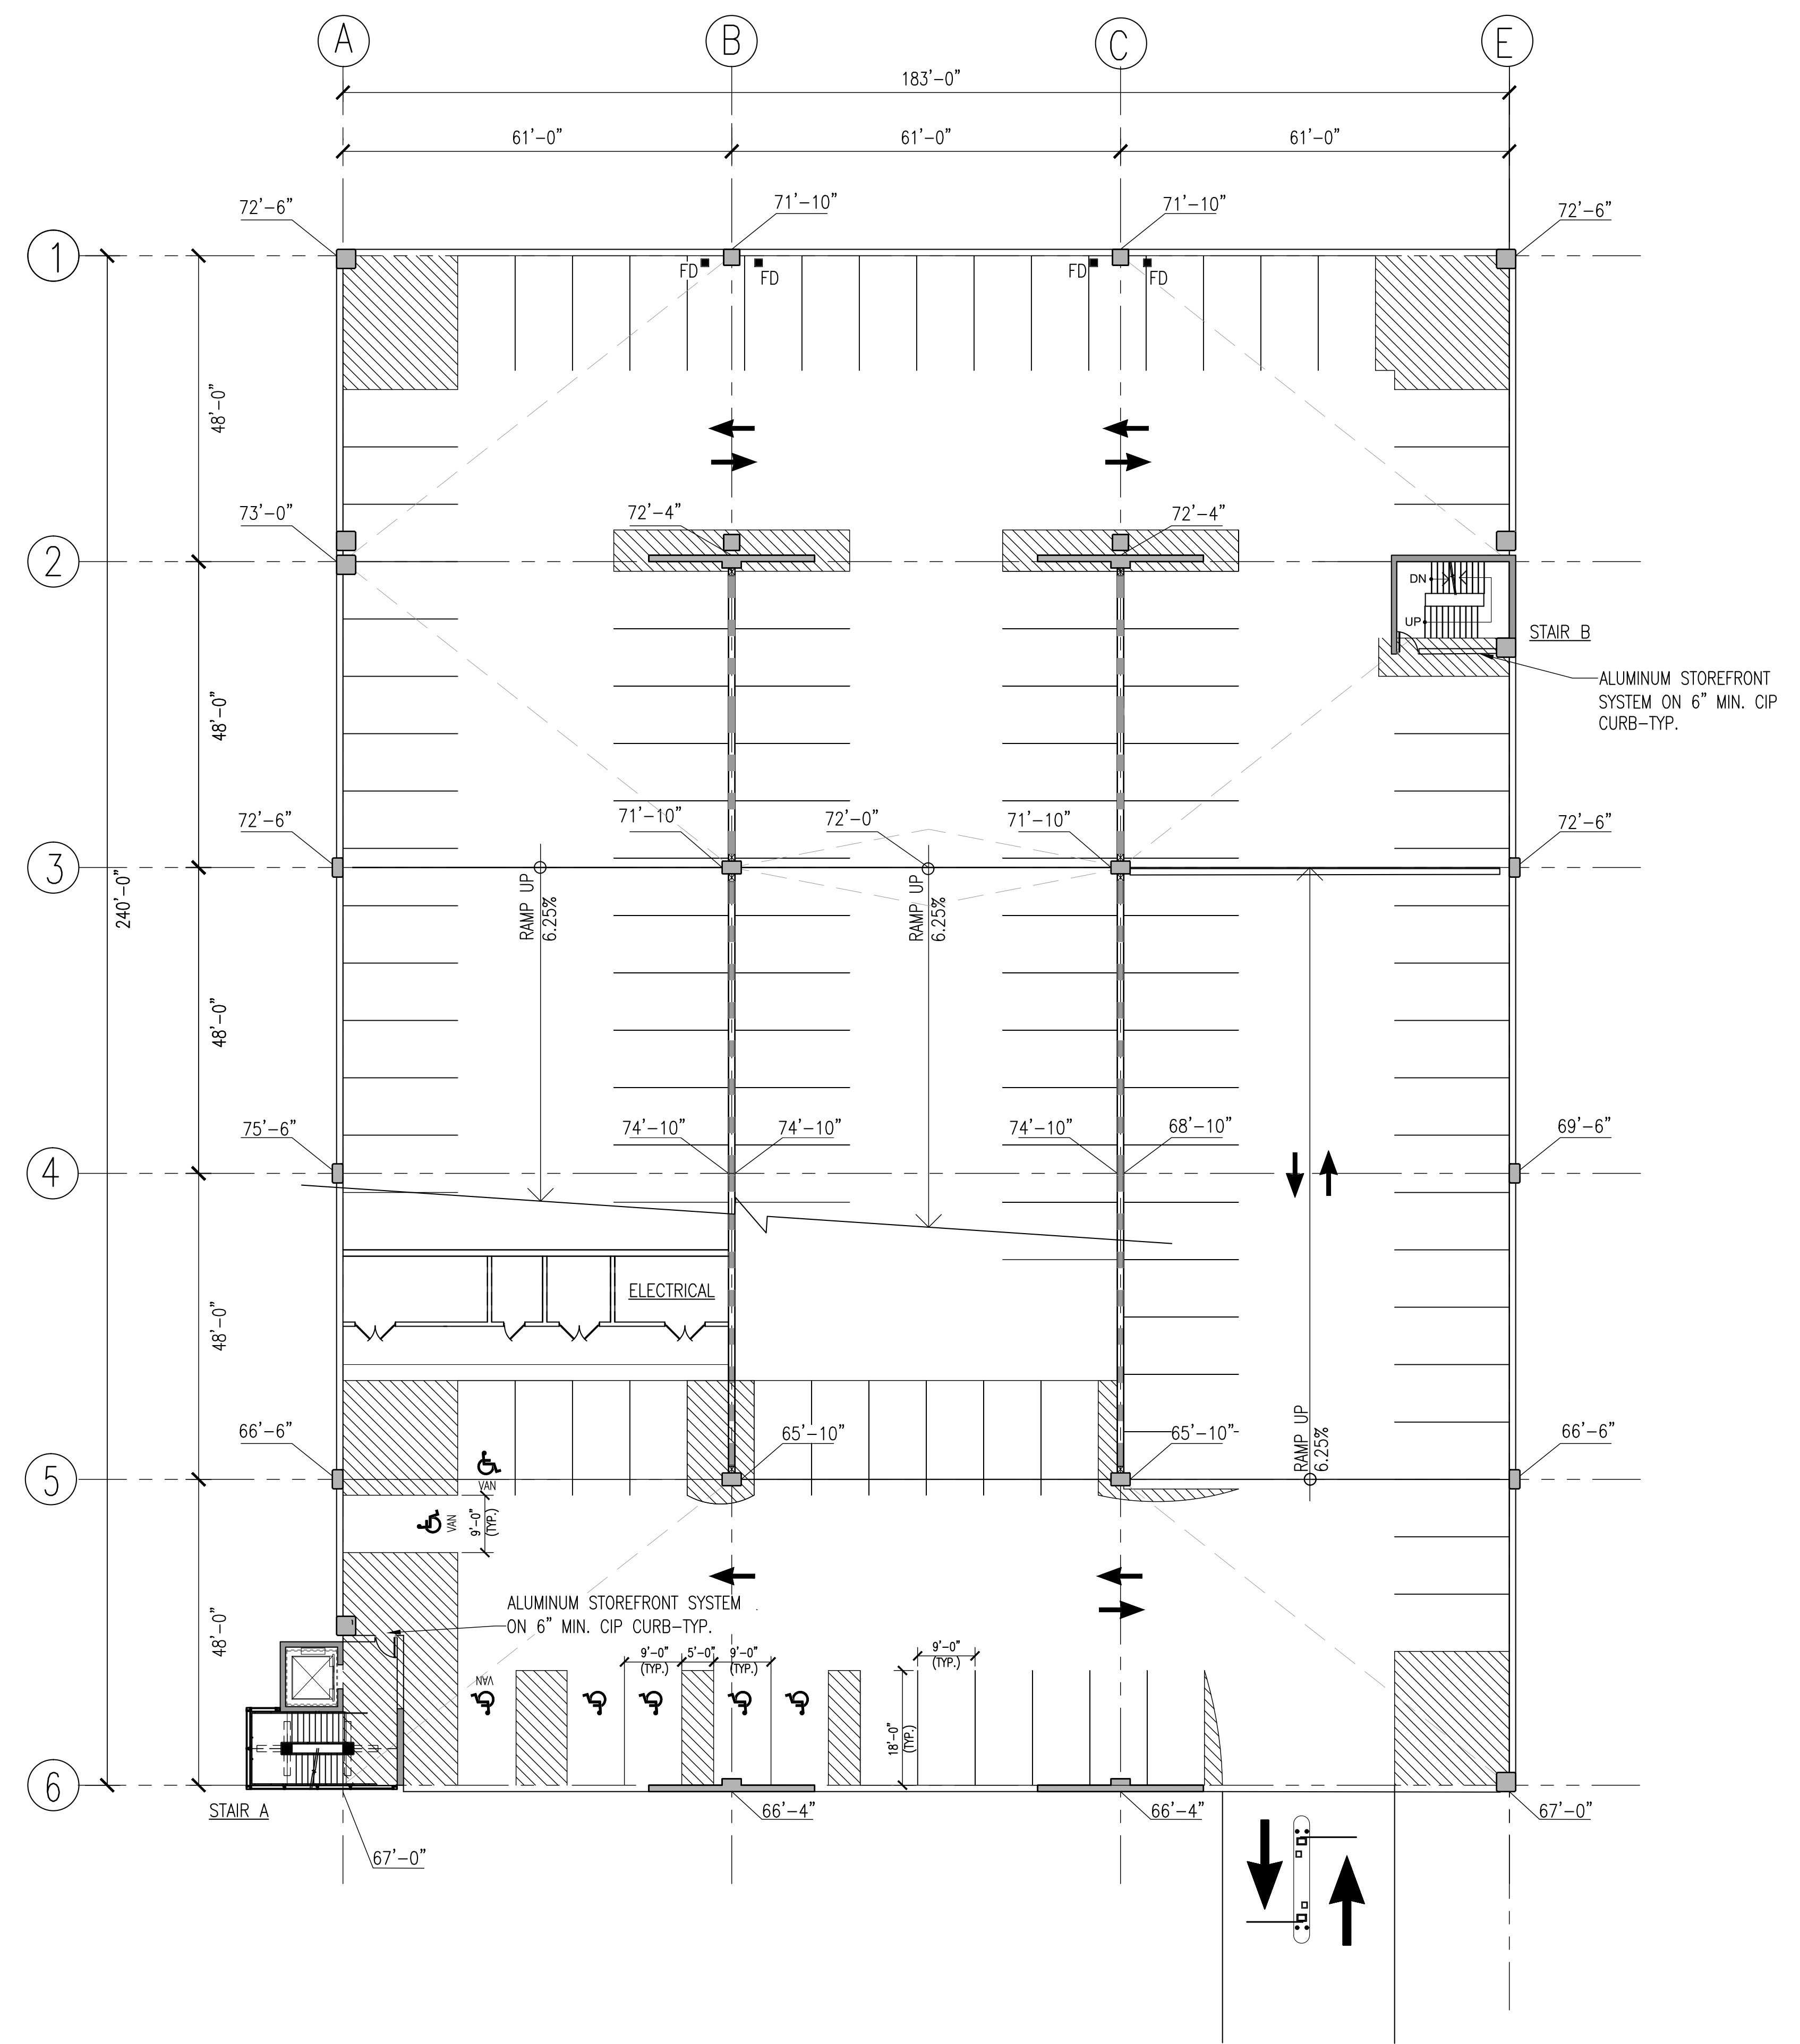 A
B
C
E
183'-0"
61'-0"
61'-0"
61'-0"
72'-6"
71'-10"
71'-10"
72'-6"
1
FD
FD
FD
FD
48'-0"
73'-0"
72'-4"
72'-4"
2
DN
UP
STAIR B
ALUMINUM STOREFRONT
SYSTEM ON 6" MIN. CIP
CURB-TYP.
48'-0"
72'-6"
71'-10"
72'-0"
71'-10"
72'-6"
3
240'-0"
RAMP UP
6.25%
RAMP UP
6.25%
48'-0"
75'-6"
74'-10"
74'-10"
74'-10"
68'-10"
69'-6"
4
ELECTRICAL
48'-0"
66'-6"
65'-10"
65'-10"
RAMP UP
6.25%
66'-6"
5
VAN
VAN
9'-0"
(TYP.)
ALUMINUM STOREFRONT SYSTEM
ON 6" MIN. CIP CURB-TYP.
48'-0"
9'-0"
(TYP.)
5'-0"
9'-0"
(TYP.)
9'-0"
(TYP.)
VAN
18'-0"
(TYP.)
6
STAIR A
66'-4"
66'-4"
67'-0"
67'-0"